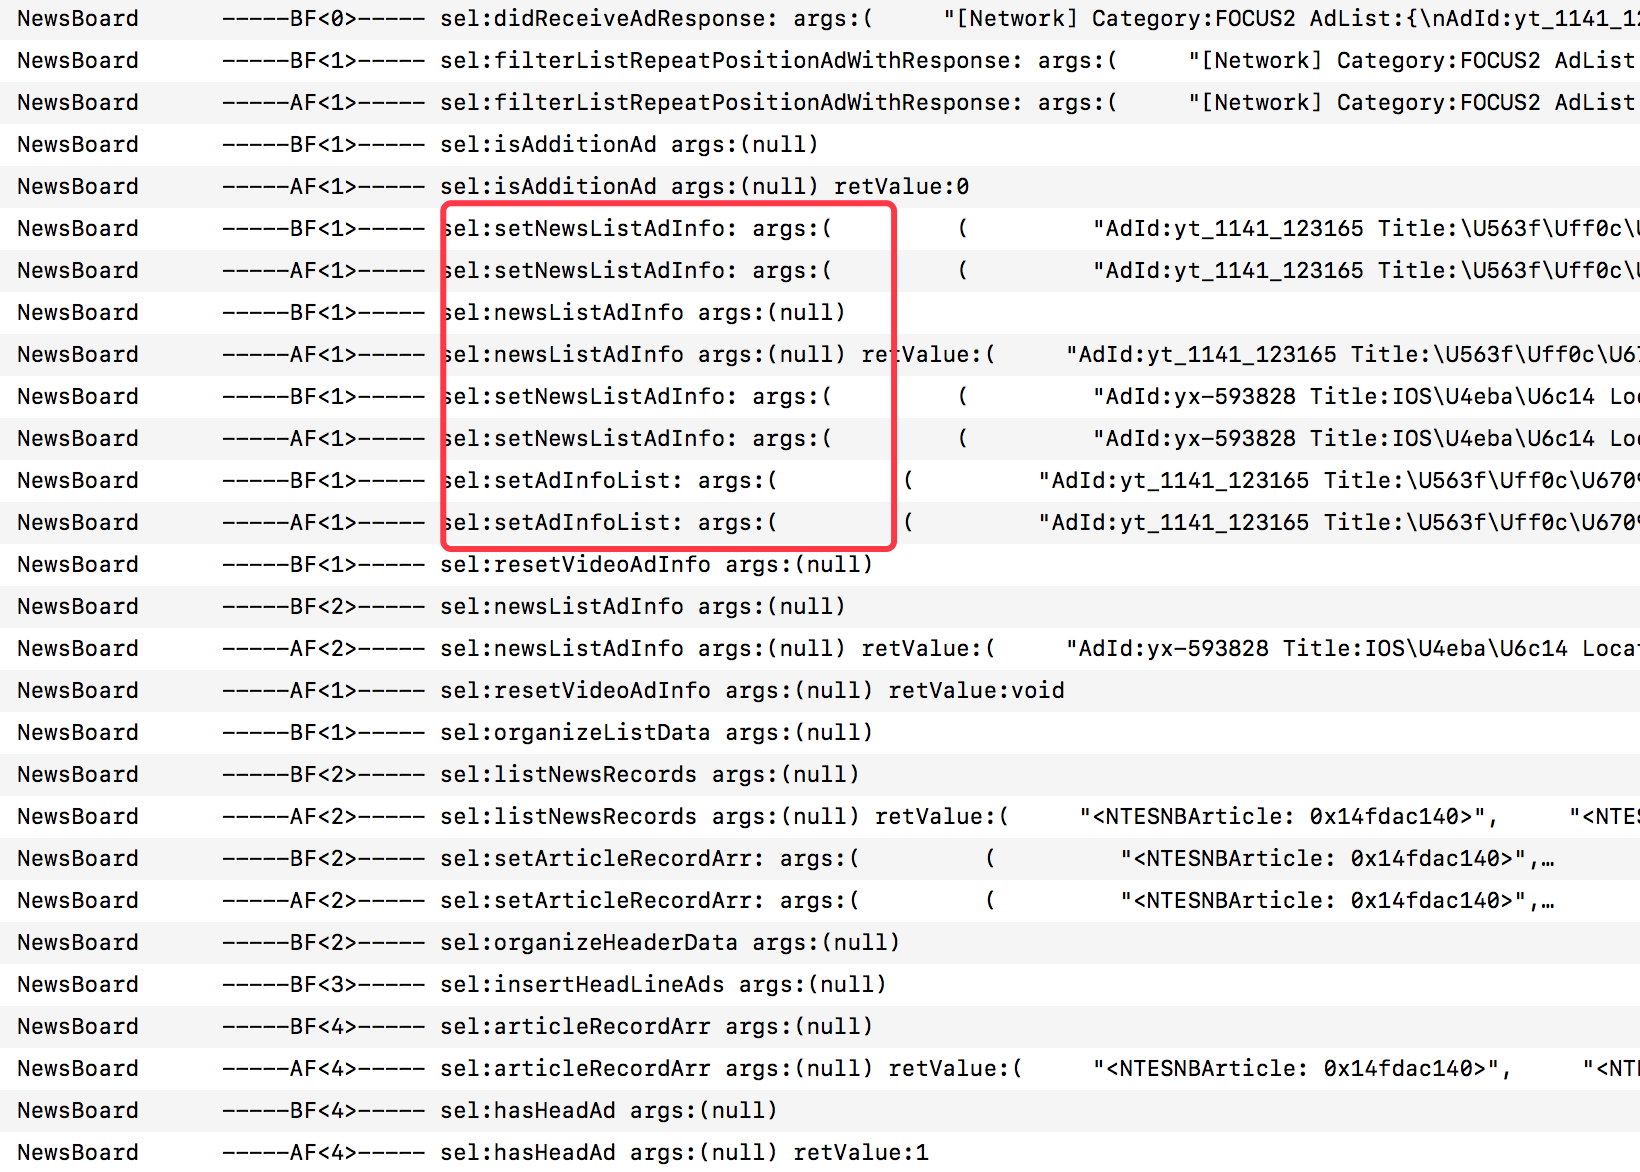 NewsBoard -----BF<0>----- sel:didReceiveAdResponse: args:( "[Network] Category:FOCUS2 AdList:{\nAdId:yt_1141_12
NewsBoard -----BF<1>----- sel:filterListRepeatPositionAdWithResponse: args:( "[Network] Category:FOCUS2 AdList
NewsBoard -----AF<1>----- sel:filterListRepeatPositionAdWithResponse: args:( "[Network] Category:FOCUS2 AdList
NewsBoard -----BF<1>----- sel:isAdditionAd args:(null)
NewsBoard -----AF<1>----- sel:isAdditionAd args:(null) retValue:0
NewsBoard -----BF<1>----- sel:setNewsListAdInfo: args:( ( "AdId:yt_1141_123165 Title:\U563f\Uff0c\U
NewsBoard -----AF<1>----- sel:setNewsListAdInfo: args:( ( "AdId:yt_1141_123165 Title:\U563f\Uff0c\U
NewsBoard -----BF<1>----- sel:newsListAdInfo args:(null)
NewsBoard -----AF<1>----- sel:newsListAdInfo args:(null) retValue:( "AdId:yt_1141_123165 Title:\U563f\Uff0c\U67
NewsBoard -----BF<1>----- sel:setNewsListAdInfo: args:( ( "AdId:yx-593828 Title:IOS\U4eba\U6c14 Loc
NewsBoard -----AF<1>----- sel:setNewsListAdInfo: args:( ( "AdId:yx-593828 Title:IOS\U4eba\U6c14 Loc
NewsBoard -----BF<1>----- sel:setAdInfoList: args:( ( "AdId:yt_1141_123165 Title:\U563f\Uff0c\U6709
NewsBoard -----AF<1>----- sel:setAdInfoList: args:( ( "AdId:yt_1141_123165 Title:\U563f\Uff0c\U6709
NewsBoard -----BF<1>----- sel:resetVideoAdInfo args:(null)
NewsBoard -----BF<2>----- sel:newsListAdInfo args:(null)
NewsBoard -----AF<2>----- sel:newsListAdInfo args:(null) retValue:( "AdId:yx-593828 Title:IOS\U4eba\U6c14 Locat
NewsBoard -----AF<1>----- sel:resetVideoAdInfo args:(null) retValue:void
NewsBoard -----BF<1>----- sel:organizeListData args:(null)
NewsBoard -----BF<2>----- sel:listNewsRecords args:(null)
NewsBoard -----AF<2>----- sel:listNewsRecords args:(null) retValue:( "<NTESNBArticle: 0x14fdac140>", "<NTES
NewsBoard -----BF<2>----- sel:setArticleRecordArr: args:( ( "<NTESNBArticle: 0x14fdac140>",…
NewsBoard -----AF<2>----- sel:setArticleRecordArr: args:( ( "<NTESNBArticle: 0x14fdac140>",…
NewsBoard -----BF<2>----- sel:organizeHeaderData args:(null)
NewsBoard -----BF<3>----- sel:insertHeadLineAds args:(null)
NewsBoard -----BF<4>----- sel:articleRecordArr args:(null)
NewsBoard -----AF<4>----- sel:articleRecordArr args:(null) retValue:( "<NTESNBArticle: 0x14fdac140>", "<NT
NewsBoard -----BF<4>----- sel:hasHeadAd args:(null)
NewsBoard -----AF<4>----- sel:hasHeadAd args:(null) retValue:1